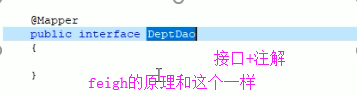 @Mapper
public interface DeptDao
{
接口+注解
}
feigh的原理和这个一样